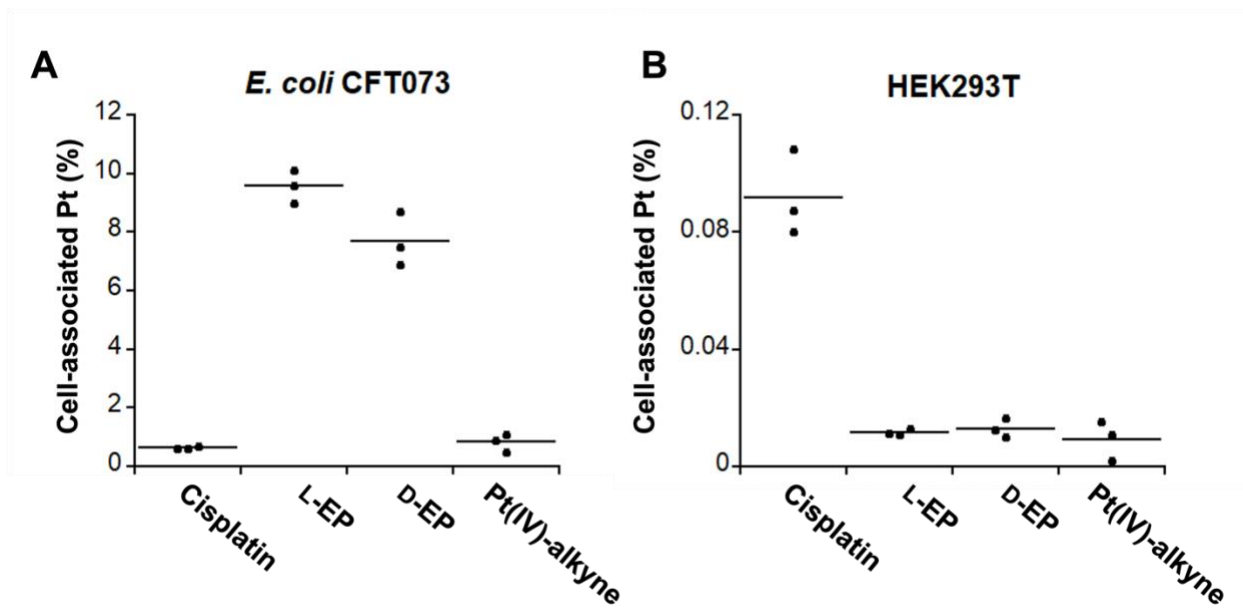 A
E. coli CFT073
Cell-associated Pt (%)
12
10
8
6
4
2
0
Cisplatin
L-EP
D-EP
Pt(IV)-alkyne
B
HEK293T
Cell-associated Pt (%)
0.12
0.08
0.04
0
Cisplatin
L-EP
D-EP
Pt(IV)-alkyne